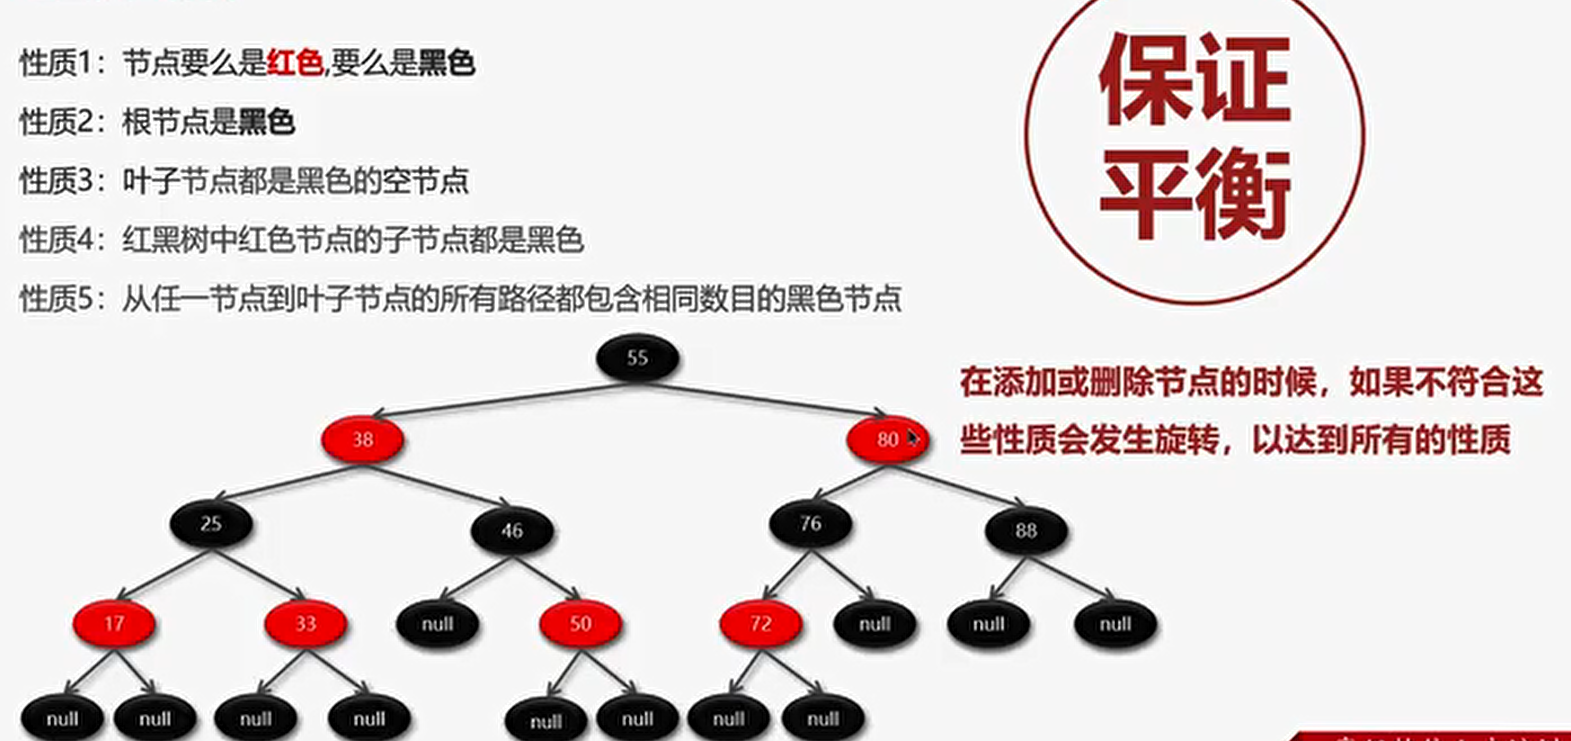 性质1：节点要么是红色,要么是黑色
性质2：根节点是黑色
性质3：叶子节点都是黑色的空节点
性质4：红黑树中红色节点的子节点都是黑色
性质5：从任一节点到叶子节点的所有路径都包含相同数目的黑色节点
保证
平衡
在添加或删除节点的时候，如果不符合这
些性质会发生旋转，以达到所有的性质
55
38 80
25 46 76 88
17 33 null 50 72 null null null
null null null null null null null null